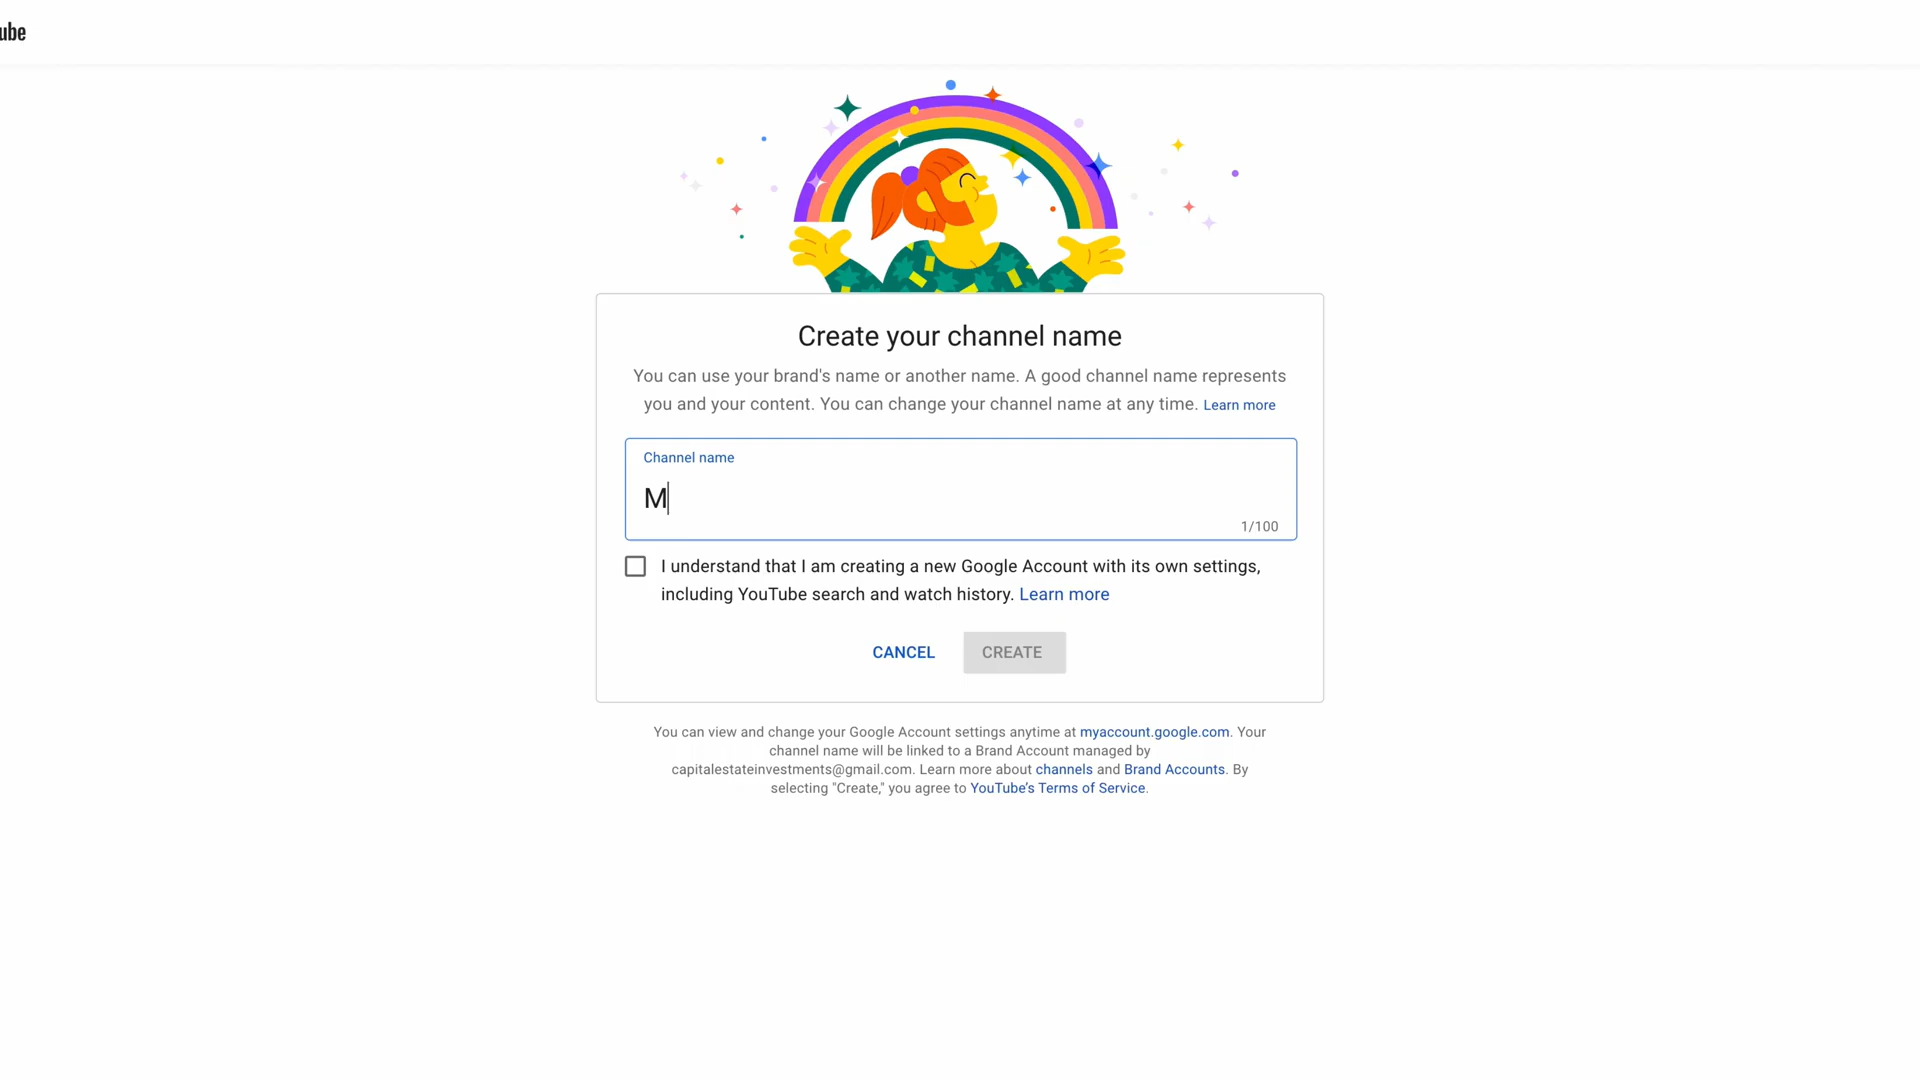 ube
Create your channel name
You can use your brand's name or another name. A good channel name represents
you and your content. You can change your channel name at any time. Learn more
Channel name
M
1/100
I understand that I am creating a new Google Account with its own settings,
including YouTube search and watch history. Learn more
CANCEL CREATE
You can view and change your Google Account settings anytime at myaccount.google.com. Your
channel name will be linked to a Brand Account managed by
capitalestateinvestments@gmail.com. Learn more about channels and Brand Accounts. By
selecting "Create," you agree to YouTube’s Terms of Service.